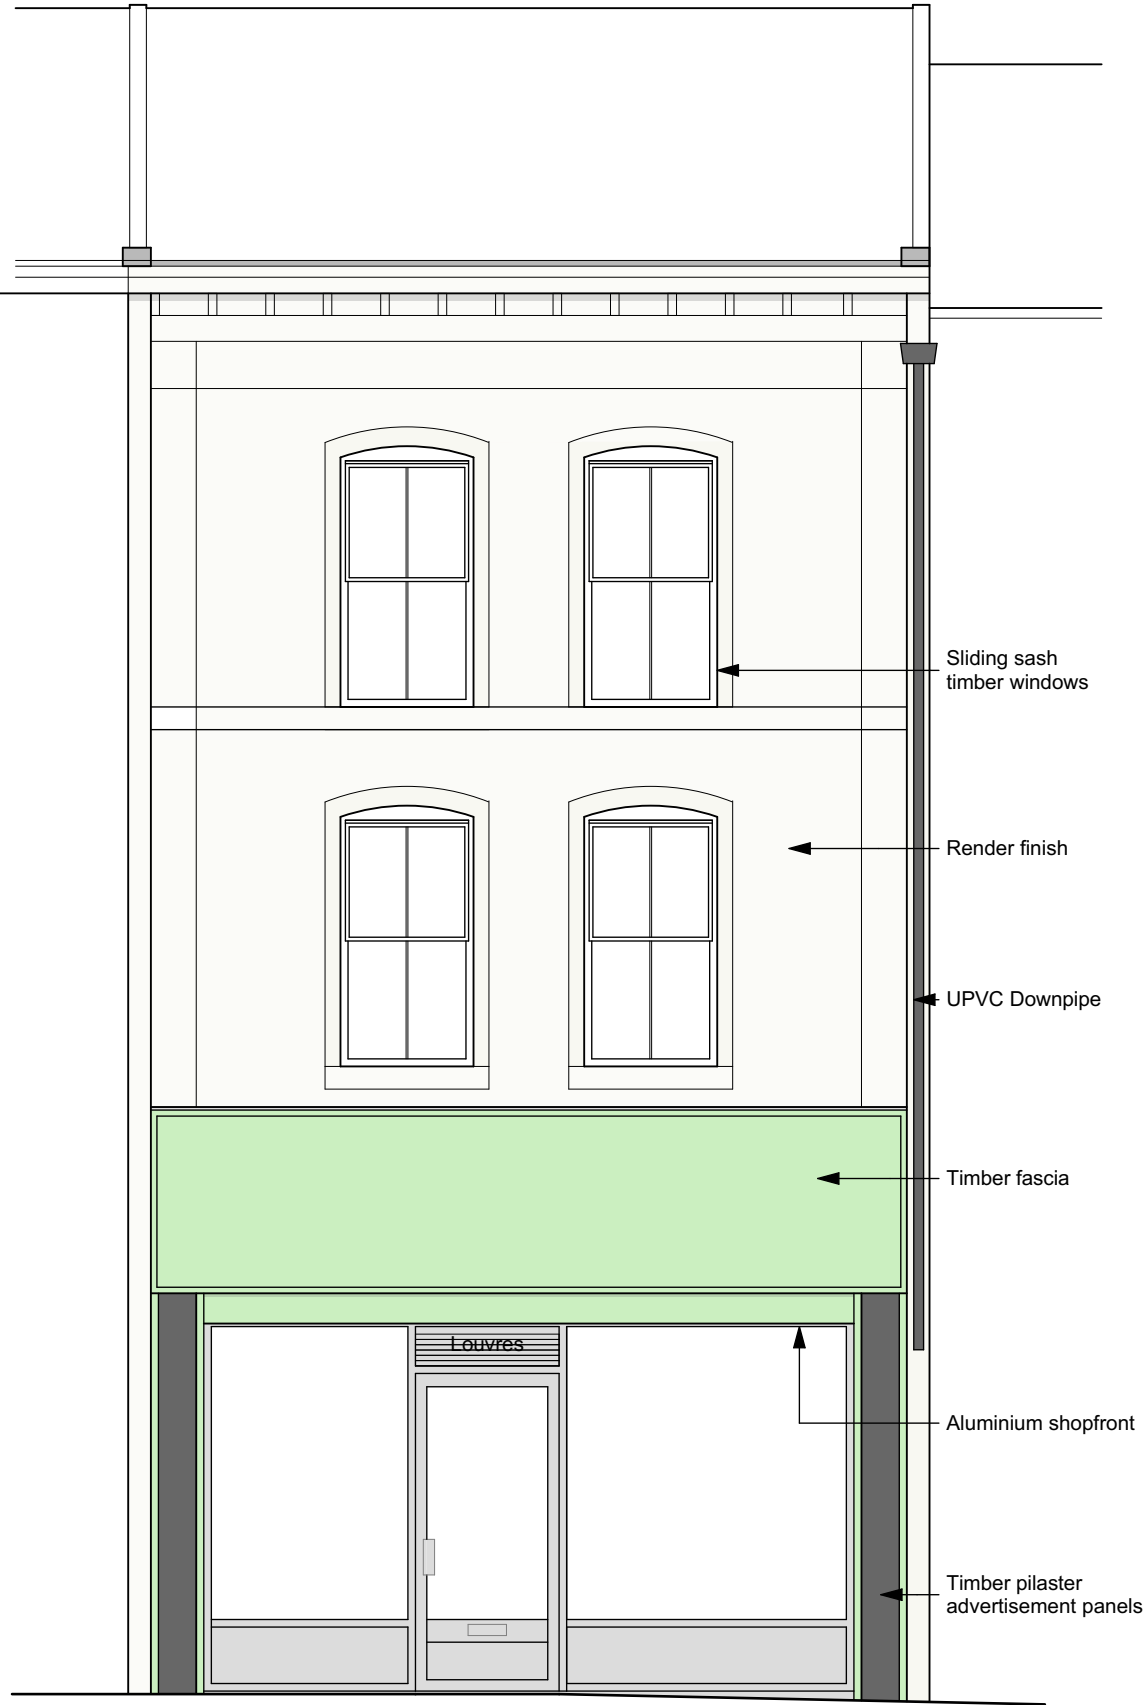 Sliding sash
timber windows
Render finish
UPVC Downpipe
Timber fascia
Louvres
Aluminium shopfront
Timber pilaster
advertisement panels